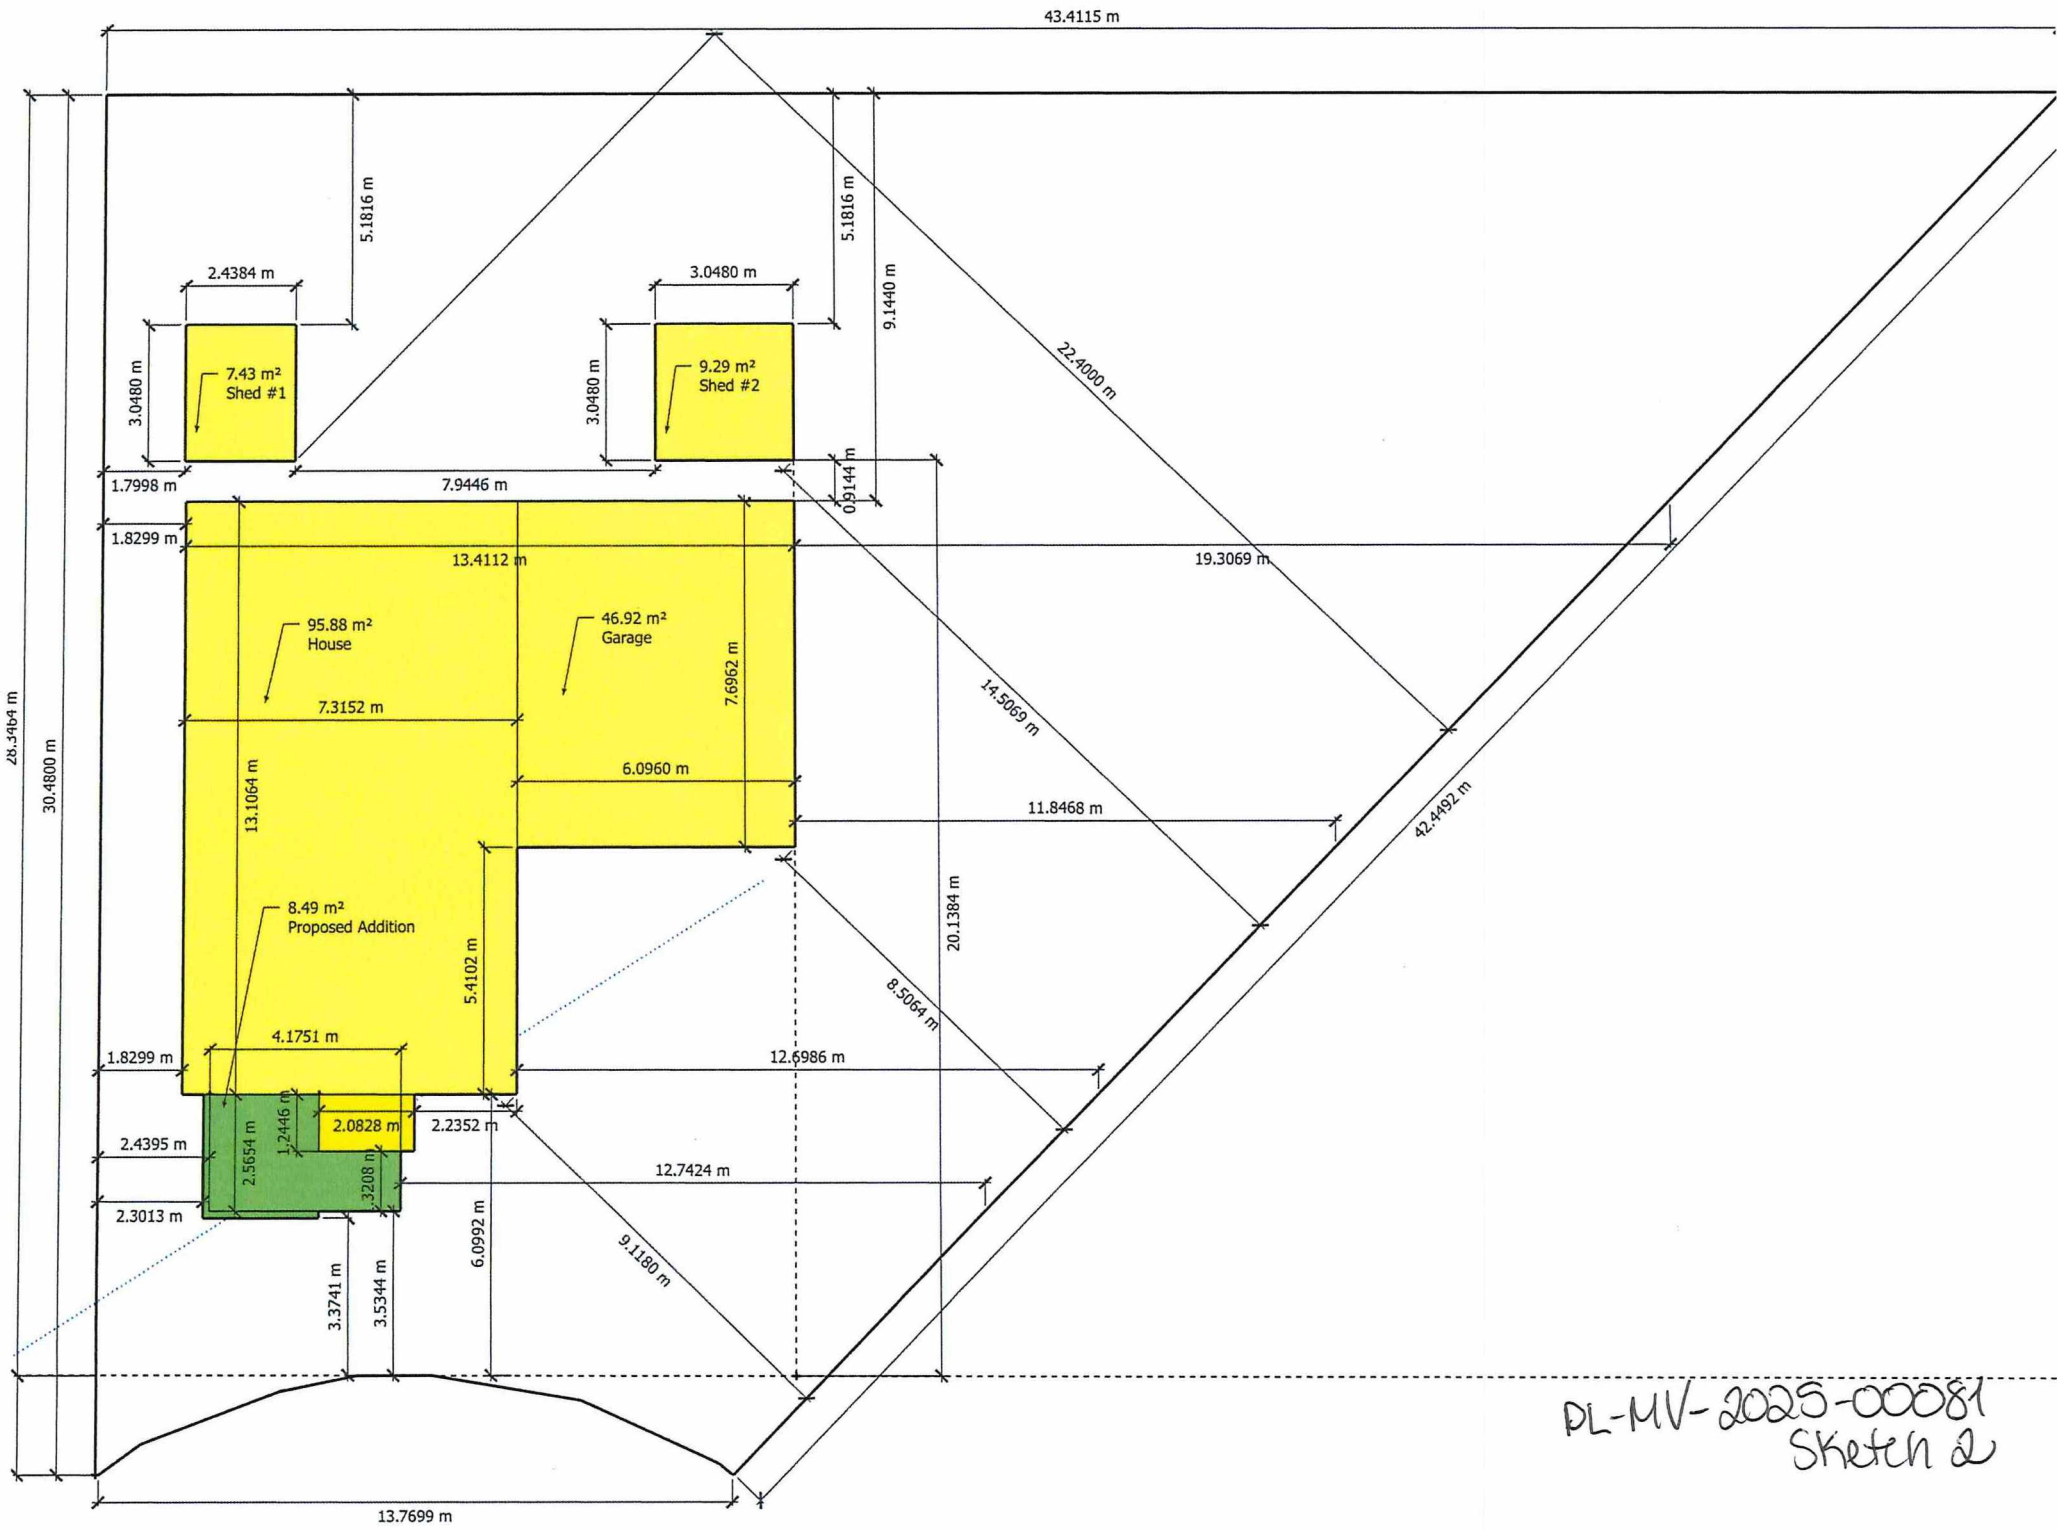 43.4115 m
5.1816 m
5.1816 m
9.1440 m
2.4384 m
3.0480 m
3.0480 m
7.43 m²
Shed #1
3.0480 m
9.29 m²
Shed #2
22.4000 m
1.7998 m
7.9446 m
0.9144 m
1.8299 m
13.4112 m
19.3069 m
95.88 m²
House
46.92 m²
Garage
7.6962 m
14.5069 m
7.3152 m
28.3464 m
30.4800 m
13.1064 m
6.0960 m
11.8468 m
42.4492 m
8.49 m²
Proposed Addition
5.4102 m
20.1384 m
8.5064 m
4.1751 m
1.8299 m
12.6986 m
1.2446 m
2.0828 m
2.2352 m
2.4395 m
2.5654 m
.3208 m
12.7424 m
2.3013 m
6.0992 m
9.1180 m
3.3741 m
3.5344 m
PL-MV-2025-00081
Sketch 2
13.7699 m